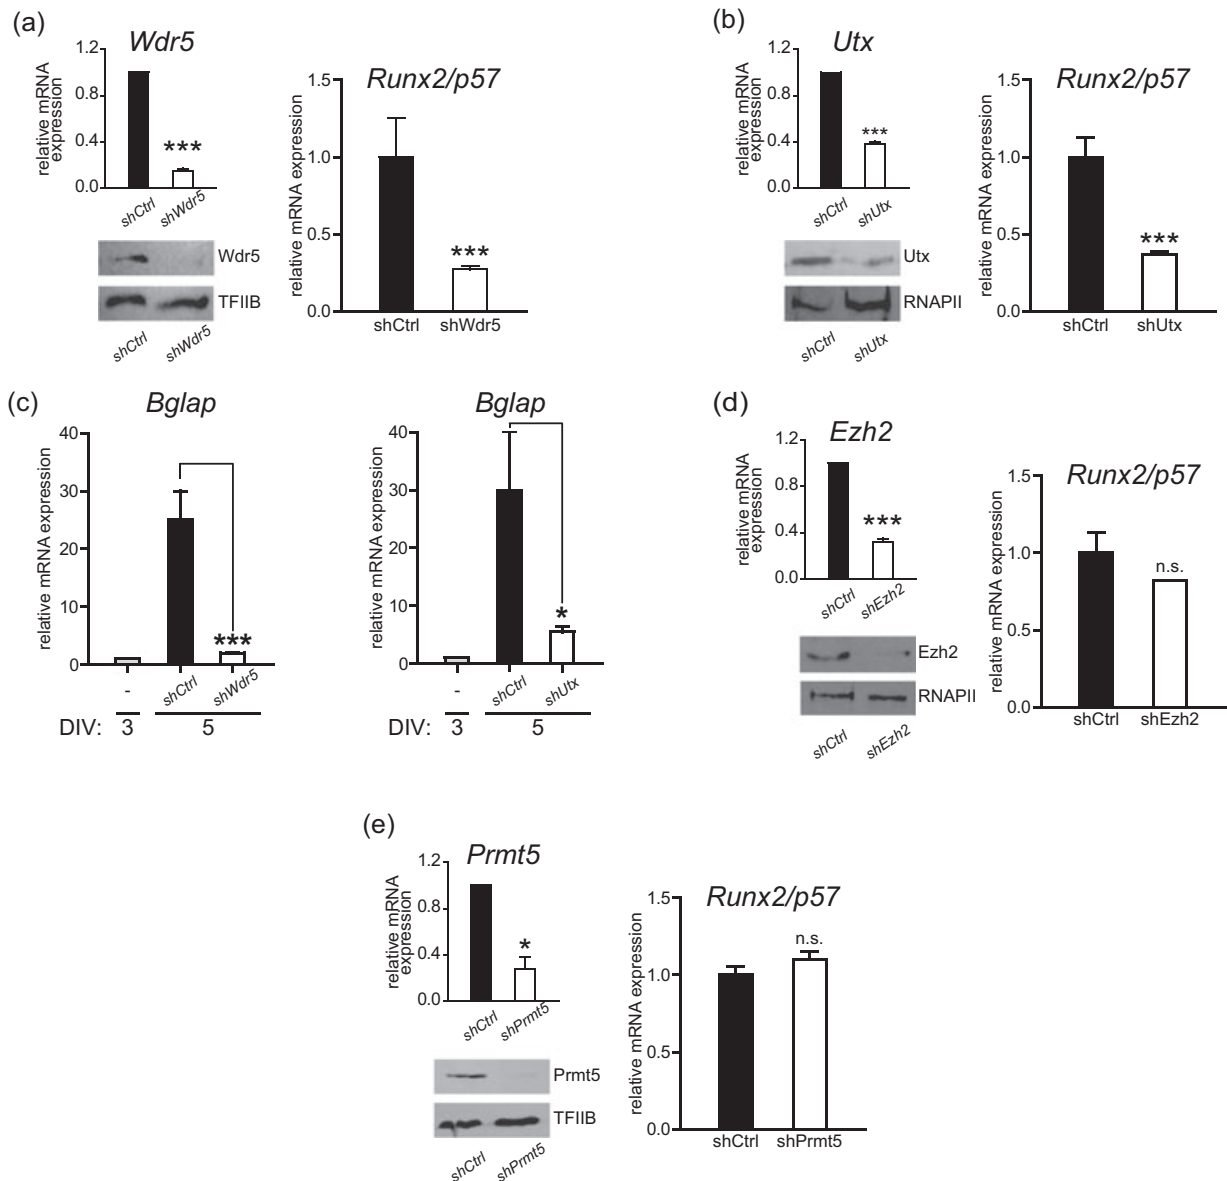 (a)
Wdr5
relative mRNA
expression
1.2
0.8
0.4
0.0
***
shCtrl
shWdr5
Wdr5
TFIIB
shCtrl
shWdr5
Runx2/p57
relative mRNA expression
1.5
1.0
0.5
0.0
***
shCtrl
shWdr5
(b)
Utx
relative mRNA
expression
1.2
0.8
0.4
0.0
***
shCtrl
shUtx
Utx
RNAPII
shCtrl
shUtx
Runx2/p57
relative mRNA expression
1.5
1.0
0.5
0.0
***
shCtrl
shUtx
(c)
Bglap
relative mRNA expression
40
30
20
10
0
***
-
shCtrl
shWdr5
DIV: 3 5
Bglap
relative mRNA expression
40
30
20
10
0
*
-
shCtrl
shUtx
DIV: 3 5
(d)
Ezh2
relative mRNA
expression
1.2
0.8
0.4
0.0
***
shCtrl
shEzh2
Ezh2
RNAPII
shCtrl
shEzh2
Runx2/p57
relative mRNA expression
1.5
1.0
0.5
0.0
n.s.
shCtrl
shEzh2
(e)
Prmt5
relative mRNA
expression
1.2
0.8
0.4
0.0
*
shCtrl
shPrmt5
Prmt5
TFIIB
shCtrl
shPrmt5
Runx2/p57
relative mRNA expression
1.5
1.0
0.5
0.0
n.s.
shCtrl
shPrmt5